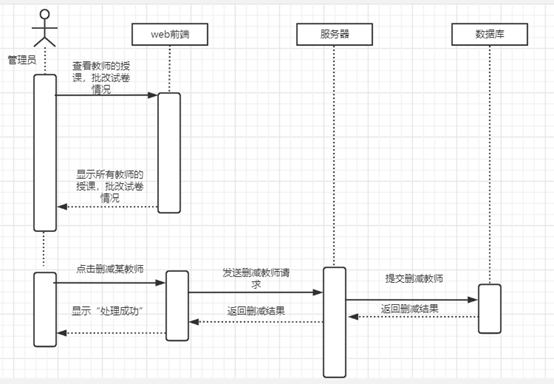 web前端
服务器
数据库
管理员
查看教师的授
课，批改试卷
情况
显示所有教师的
授课，批改试卷
情况
点击删减某教师
发送删减教师请
求
提交删减教师
显示“处理成功”
返回删减结果
返回删减结果